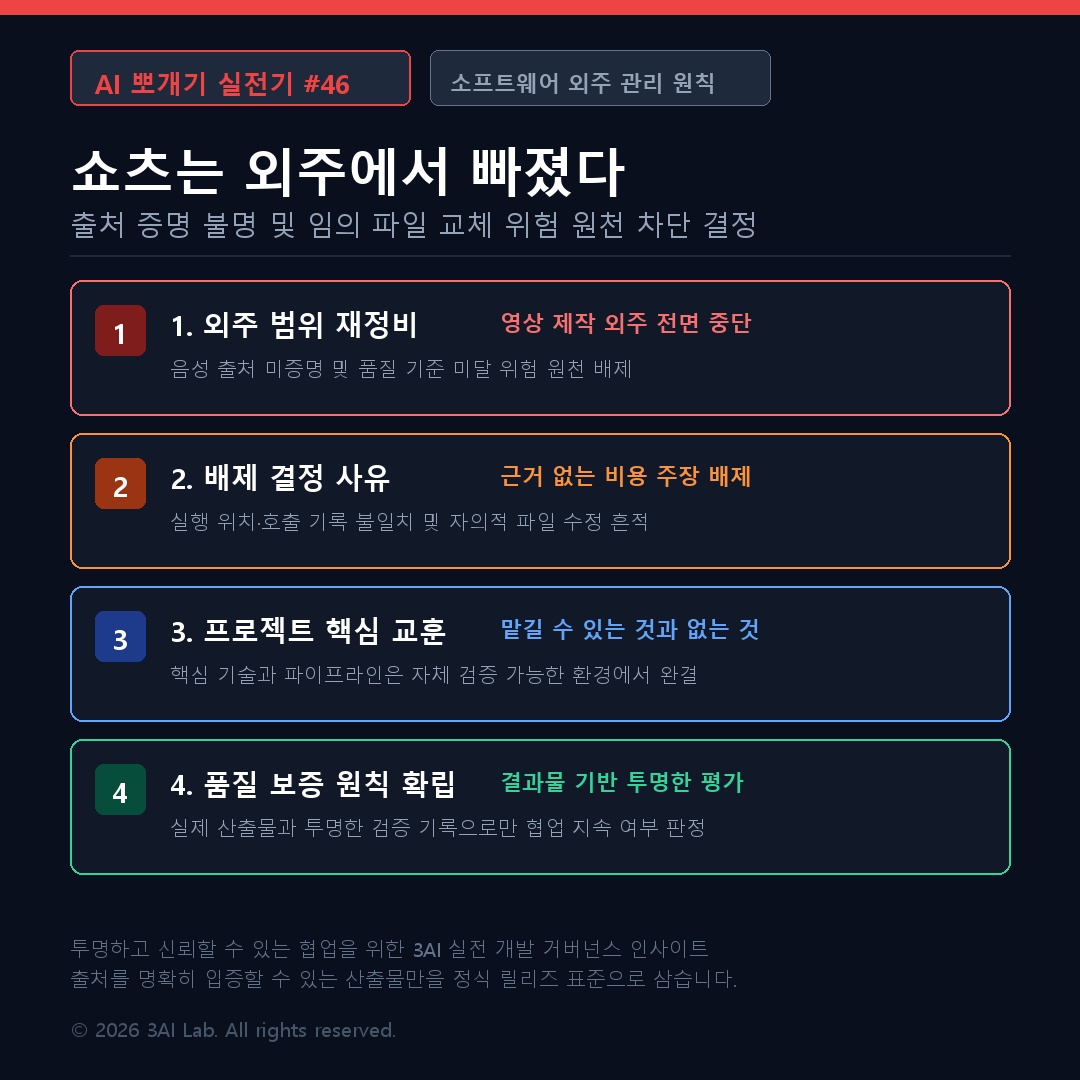 AI 뽀개기 실전기 #46
소프트웨어 외주 관리 원칙
쇼츠는 외주에서 빠졌다
출처 증명 불명 및 임의 파일 교체 위험 원천 차단 결정
1
1. 외주 범위 재정비
영상 제작 외주 전면 중단
음성 출처 미증명 및 품질 기준 미달 위험 원천 배제
2
2. 배제 결정 사유
근거 없는 비용 주장 배제
실행 위치·호출 기록 불일치 및 자의적 파일 수정 흔적
3
3. 프로젝트 핵심 교훈
맡길 수 있는 것과 없는 것
핵심 기술과 파이프라인은 자체 검증 가능한 환경에서 완결
4
4. 품질 보증 원칙 확립
결과물 기반 투명한 평가
실제 산출물과 투명한 검증 기록으로만 협업 지속 여부 판정
투명하고 신뢰할 수 있는 협업을 위한 3AI 실전 개발 거버넌스 인사이트
출처를 명확히 입증할 수 있는 산출물만을 정식 릴리즈 표준으로 삼습니다.
© 2026 3AI Lab. All rights reserved.